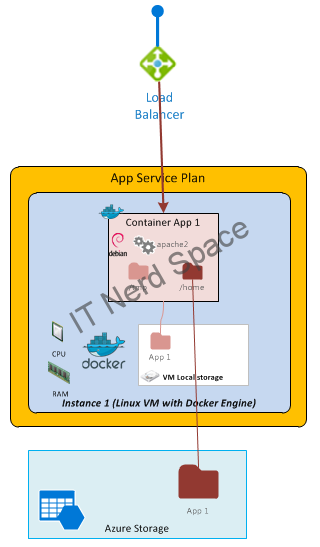 Load
Balancer
App Service Plan
Container App 1
debian
apache2
/tmp
/home
IT Nerd Space
CPU
docker
App 1
RAM
VM Local storage
Instance 1 (Linux VM with Docker Engine)
App 1
Azure Storage